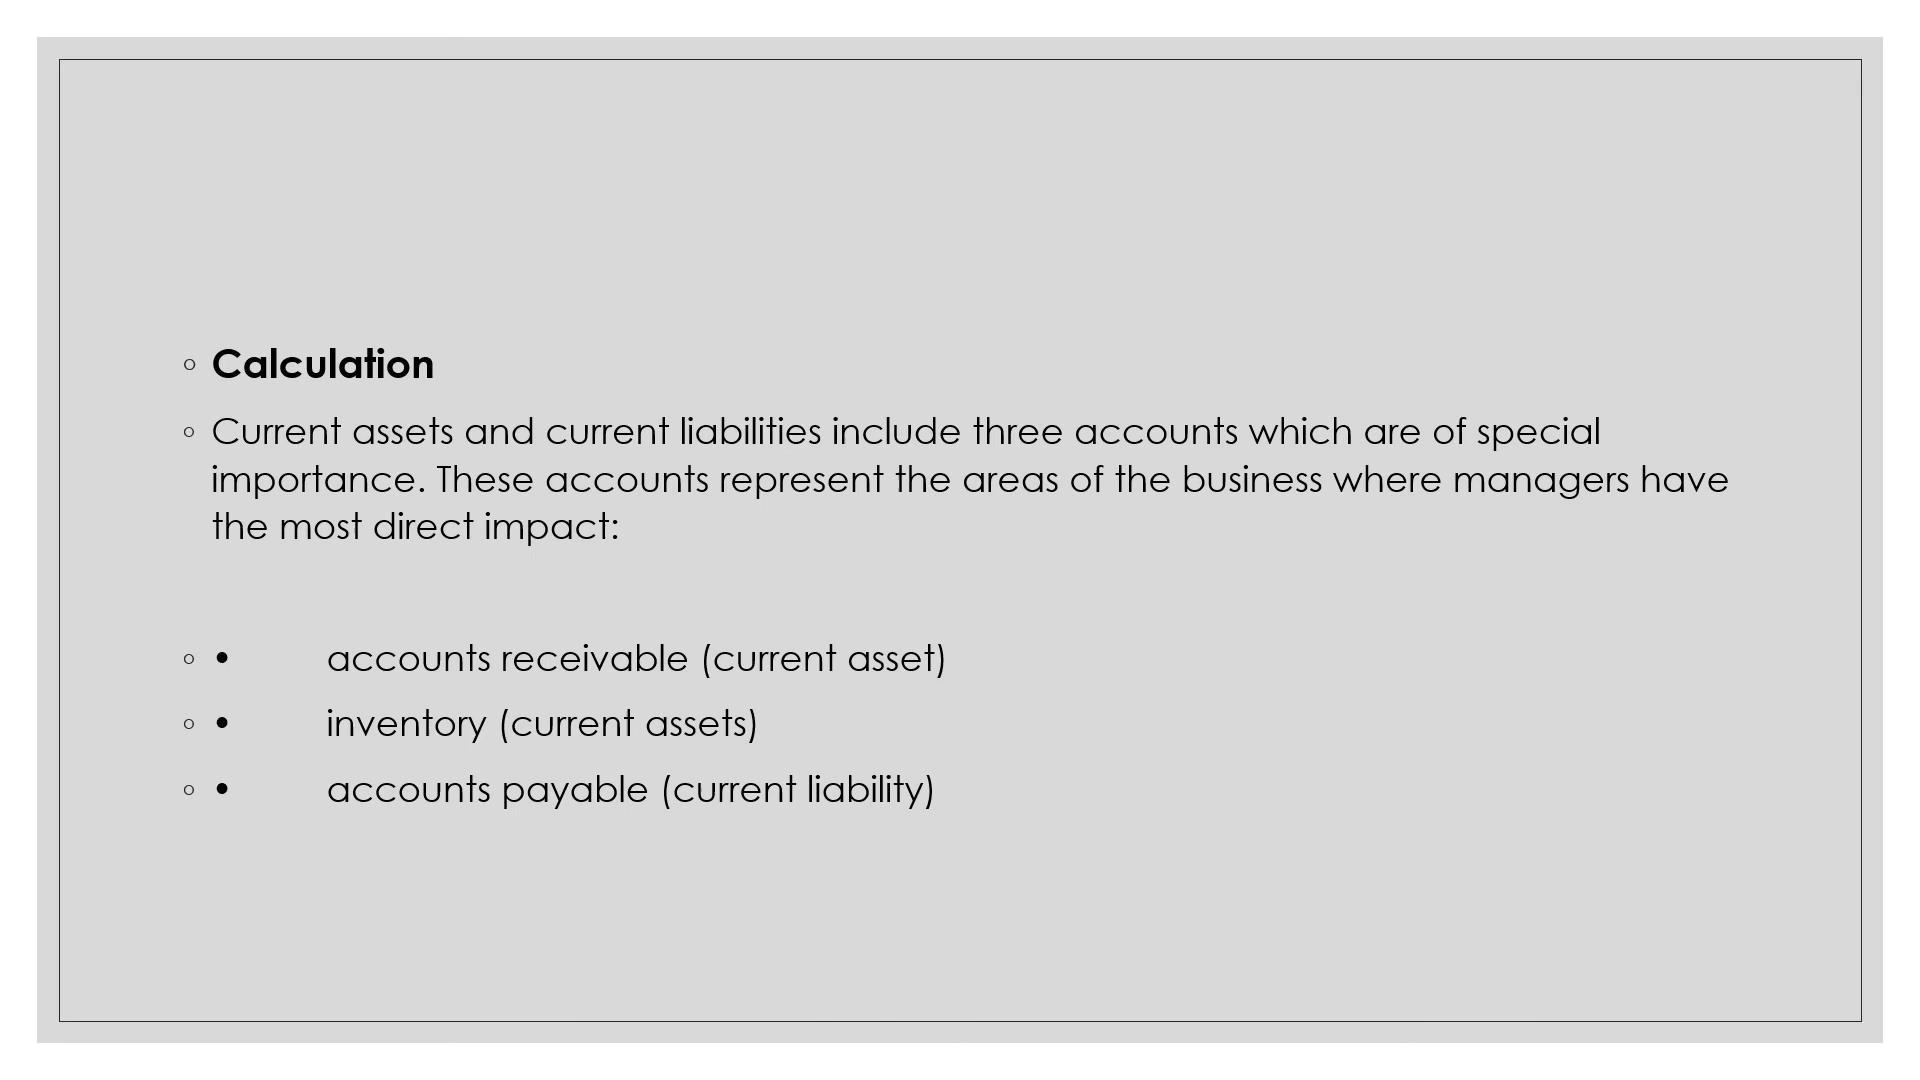 ◦ Calculation
◦ Current assets and current liabilities include three accounts which are of special
importance. These accounts represent the areas of the business where managers have
the most direct impact:
◦ • accounts receivable (current asset)
◦ • inventory (current assets)
◦ • accounts payable (current liability)